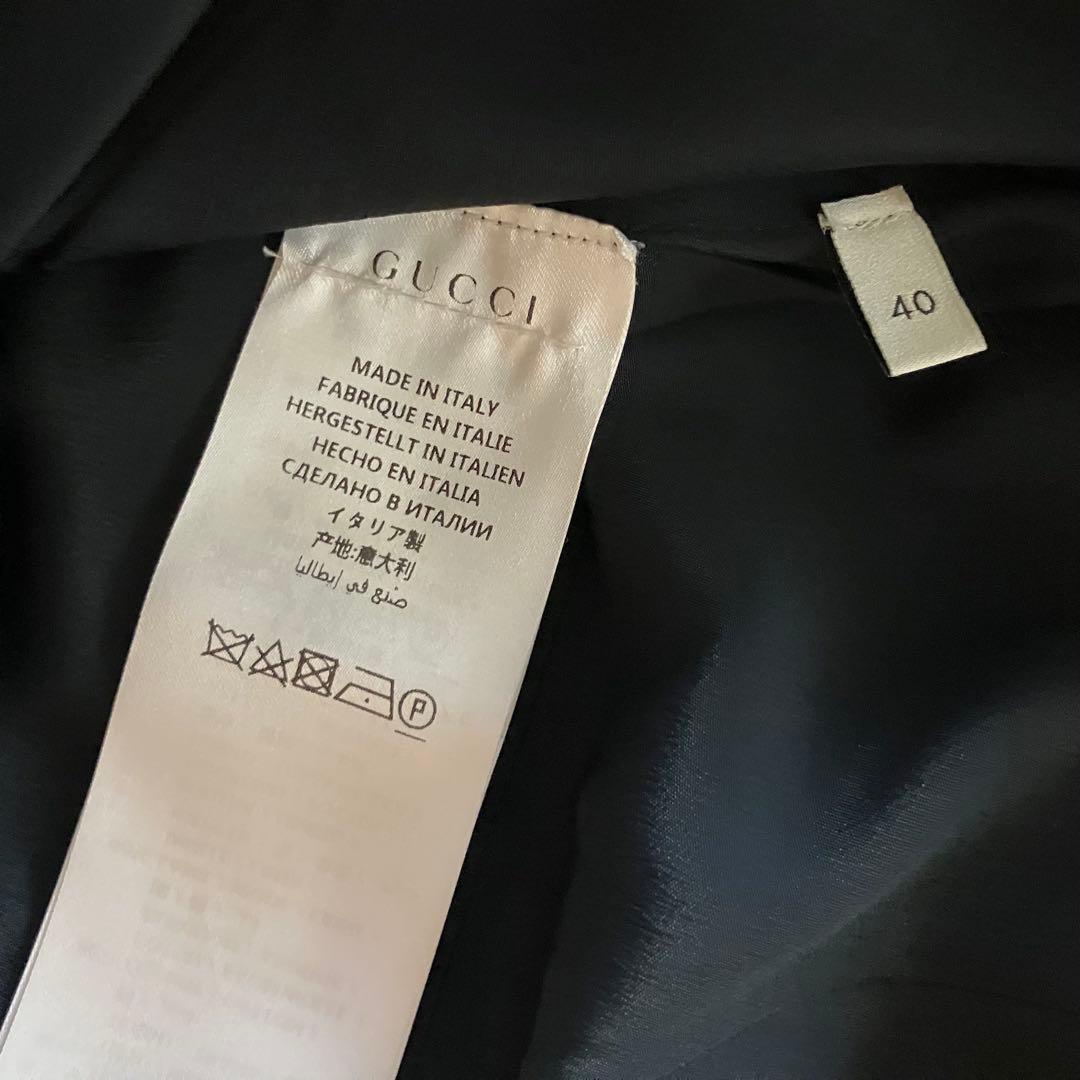 GUCCI
MADE IN ITALY
FABRIQUE EN ITALIE
HERGESTELLT IN ITALIEN
HECHO EN ITALIA
СДЕЛАНО В ИТАЛИИ
イタリア製
产地:意大利
صنع في إيطاليا
P
40